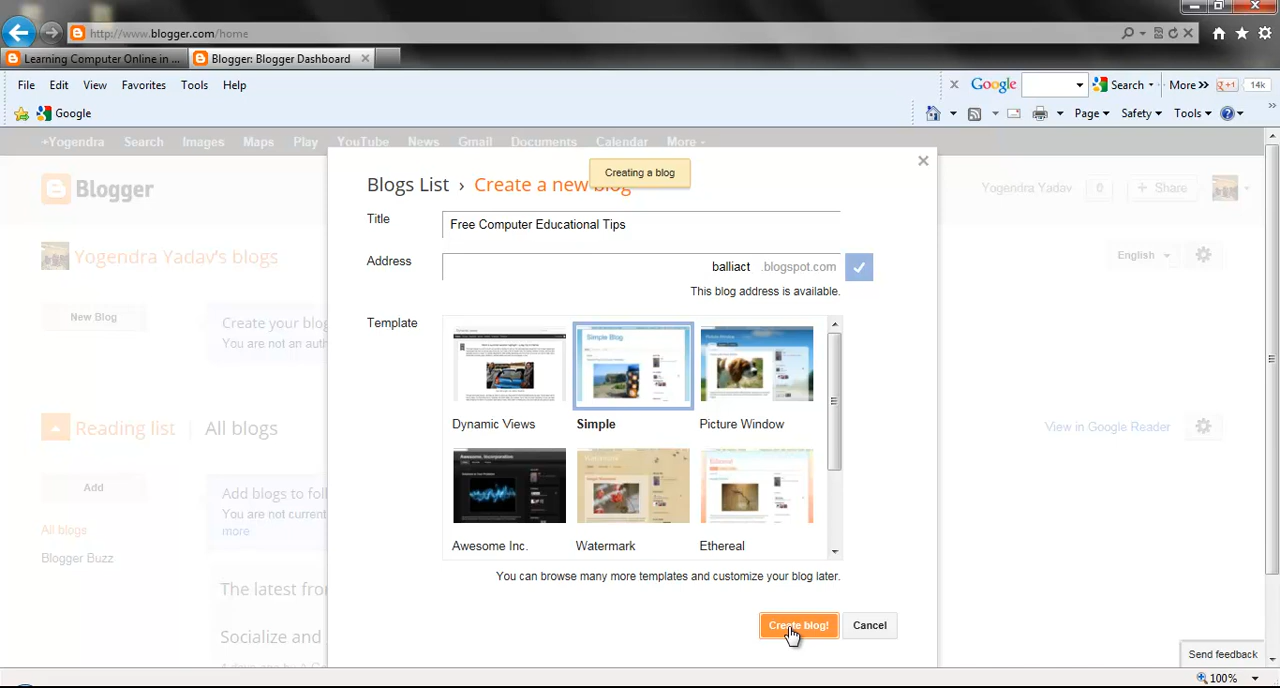 http://www.blogger.com/home
Learning Computer Online in ...
Blogger: Blogger Dashboard
File Edit View Favorites Tools Help
Google Search More >> +1 14k
Google
Page Safety Tools
+Yogendra Search Images Maps Play YouTube News Gmail Documents Calendar More
Creating a blog
Blogger
Blogs List › Create a new blog
Yogendra Yadav 0 + Share
Title
Free Computer Educational Tips
Yogendra Yadav's blogs
English
Address
balliact .blogspot.com
This blog address is available.
New Blog
Create your blog
You are not an aut
Template
Dynamic Views
Simple
Picture Window
Reading list All blogs
View in Google Reader
Add
Add blogs to foll
You are not curren
more
All blogs
Blogger Buzz
Awesome Inc.
Watermark
Ethereal
You can browse many more templates and customize your blog later.
The latest fro
Socialize and
Create blog!
Cancel
Send feedback
100%